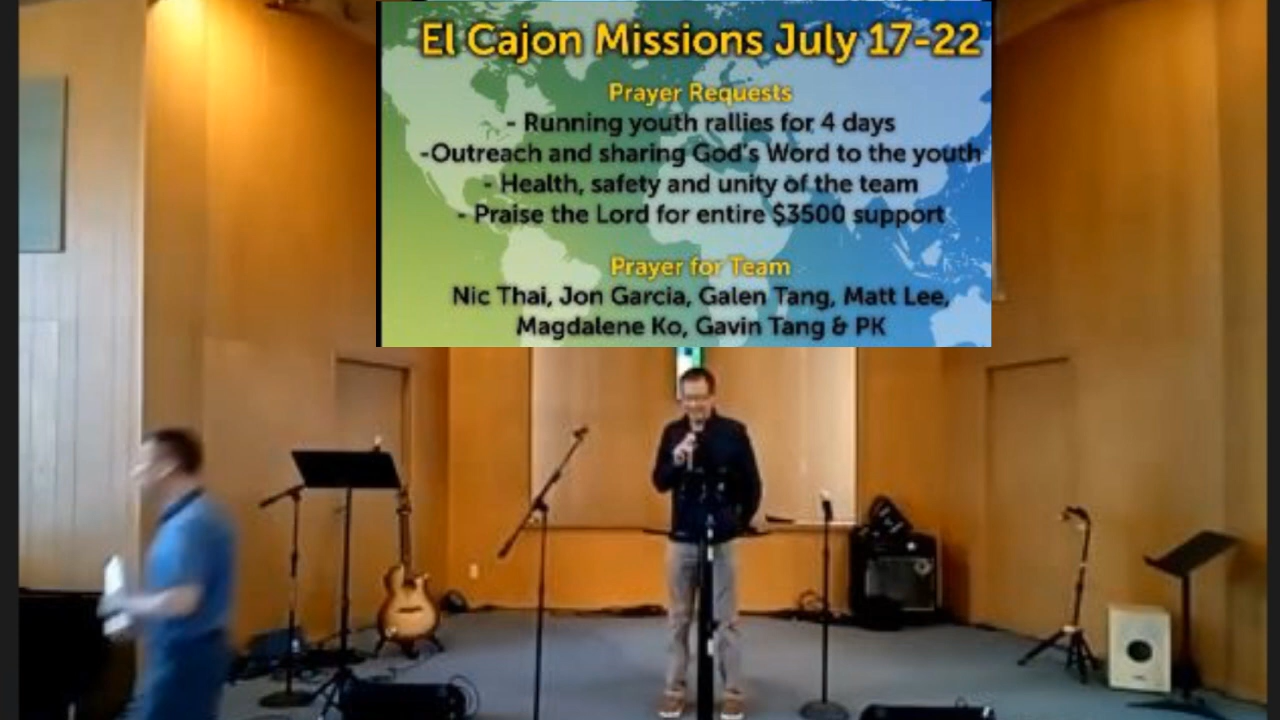 El Cajon Missions July 17-22
Prayer Requests
- Running youth rallies for 4 days
-Outreach and sharing God's Word to the youth
- Health, safety and unity of the team
- Praise the Lord for entire $3500 support
Prayer for Team
Nic Thai, Jon Garcia, Galen Tang, Matt Lee,
Magdalene Ko, Gavin Tang & PK